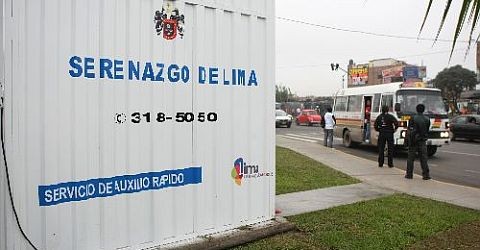 SERENAZGO DE LIMA
318-5050
lima
SERVICIO DE AUXILIO RAPIDO